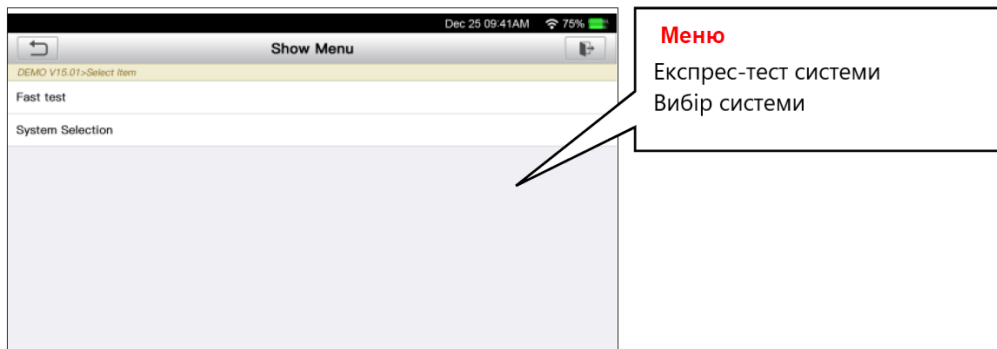 Dec 25 09:41AM 75%
Show Menu
DEMO V15.01>Select Item
Fast test
System Selection
Меню
Експрес-тест системи
Вибір системи